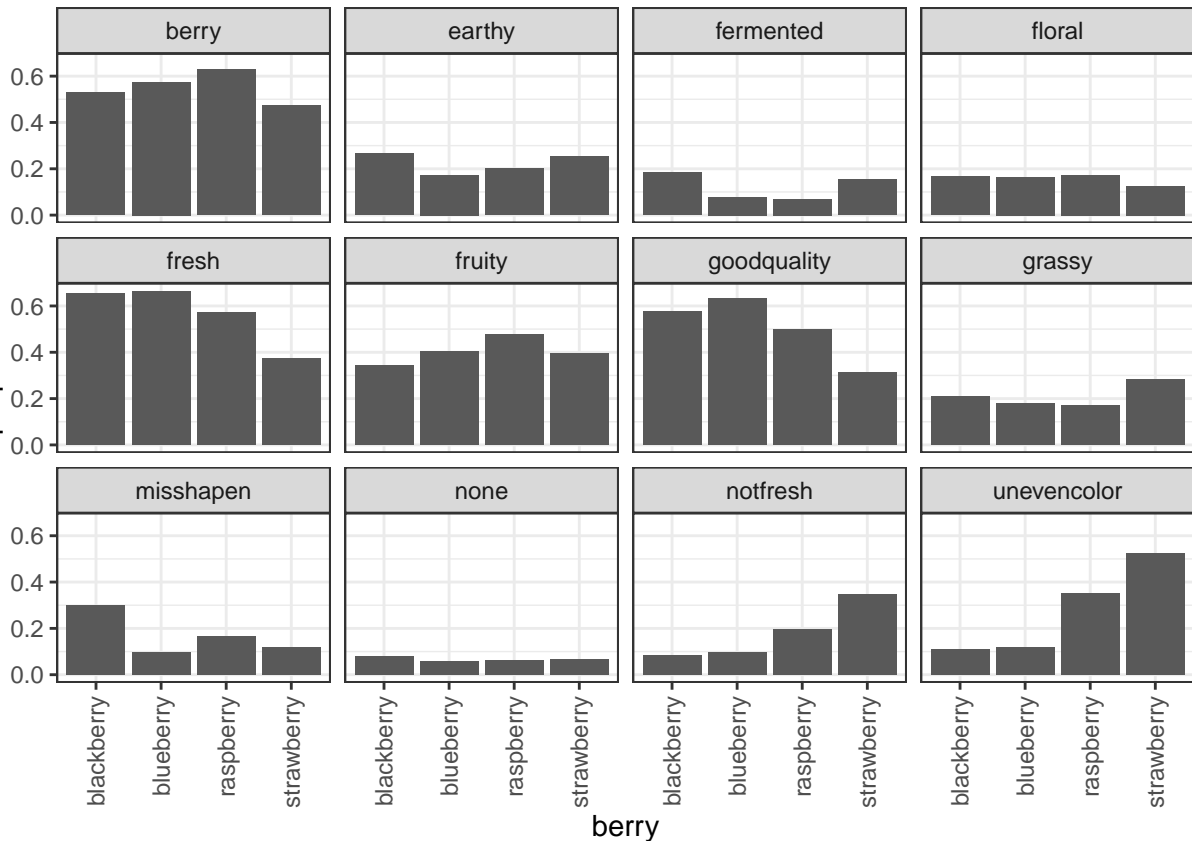 berry earthy fermented floral
0.6
0.4
0.2
0.0
fresh fruity goodquality grassy
0.6
0.4
0.2
0.0
misshapen none notfresh unevencolor
0.6
0.4
0.2
0.0
blackberry blueberry raspberry strawberry blackberry blueberry raspberry strawberry blackberry blueberry raspberry strawberry blackberry blueberry raspberry strawberry
berry